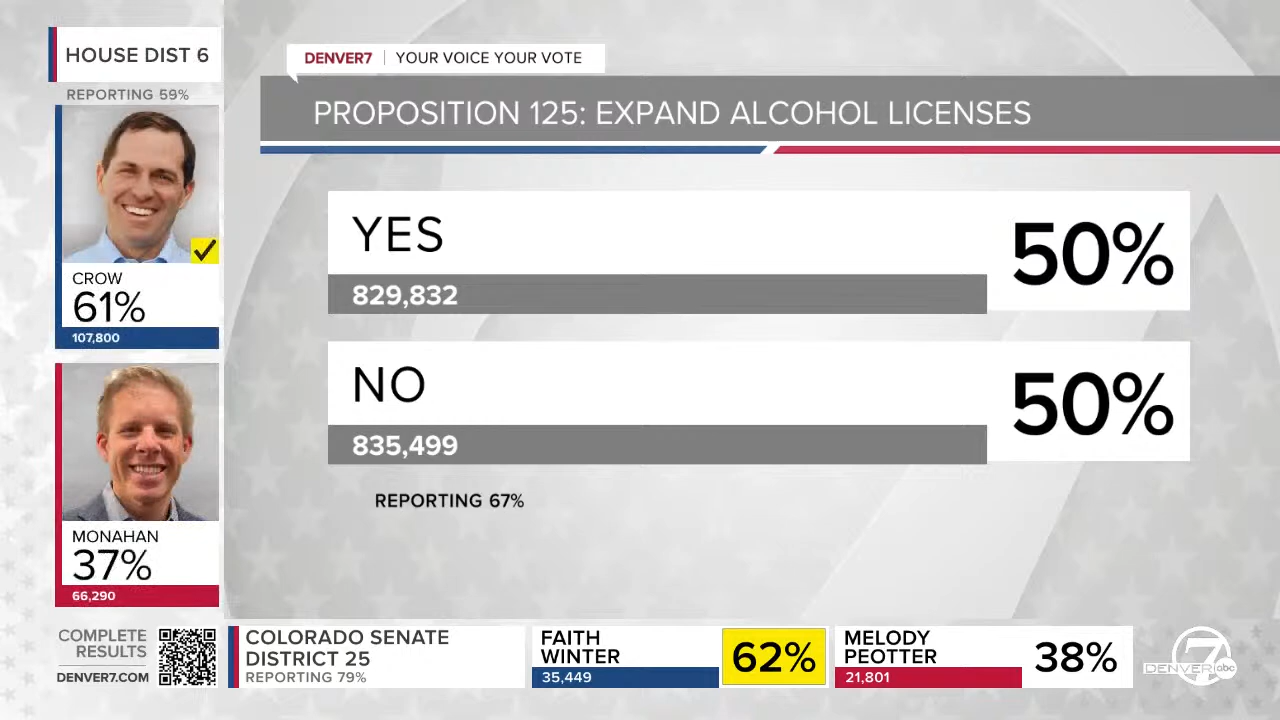 HOUSE DIST 6
REPORTING 59%
CROW
61%
107,800
MONAHAN
37%
66,290
DENVER7 | YOUR VOICE YOUR VOTE
PROPOSITION 125: EXPAND ALCOHOL LICENSES
YES
829,832
50%
NO
835,499
50%
REPORTING 67%
COMPLETE
RESULTS
DENVER7.COM
COLORADO SENATE
DISTRICT 25
REPORTING 79%
FAITH
WINTER
35,449
62%
MELODY
PEOTTER
21,801
38%
7
DENVER abc